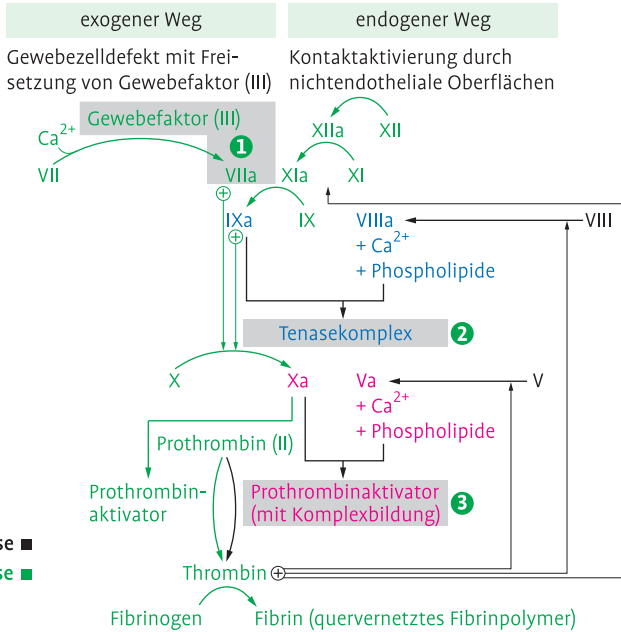 exogener Weg
endogener Weg
Gewebezelldefekt mit Frei-
setzung von Gewebefaktor (III)
Kontaktaktivierung durch
nichtendotheliale Oberflächen
Gewebefaktor (III)
Ca2+
XIIa
XII
1
VII
VIIa
XIa
XI
+
IXa
IX
VIIIa
VIII
+ Ca2+
+ Phospholipide
+
Tenasekomplex
2
X
Xa
Va
V
+ Ca2+
+ Phospholipide
Prothrombin (II)
Prothrombin-
aktivator
Prothrombinaktivator
(mit Komplexbildung)
3
se
se
Thrombin +
Fibrinogen
Fibrin (quervernetztes Fibrinpolymer)